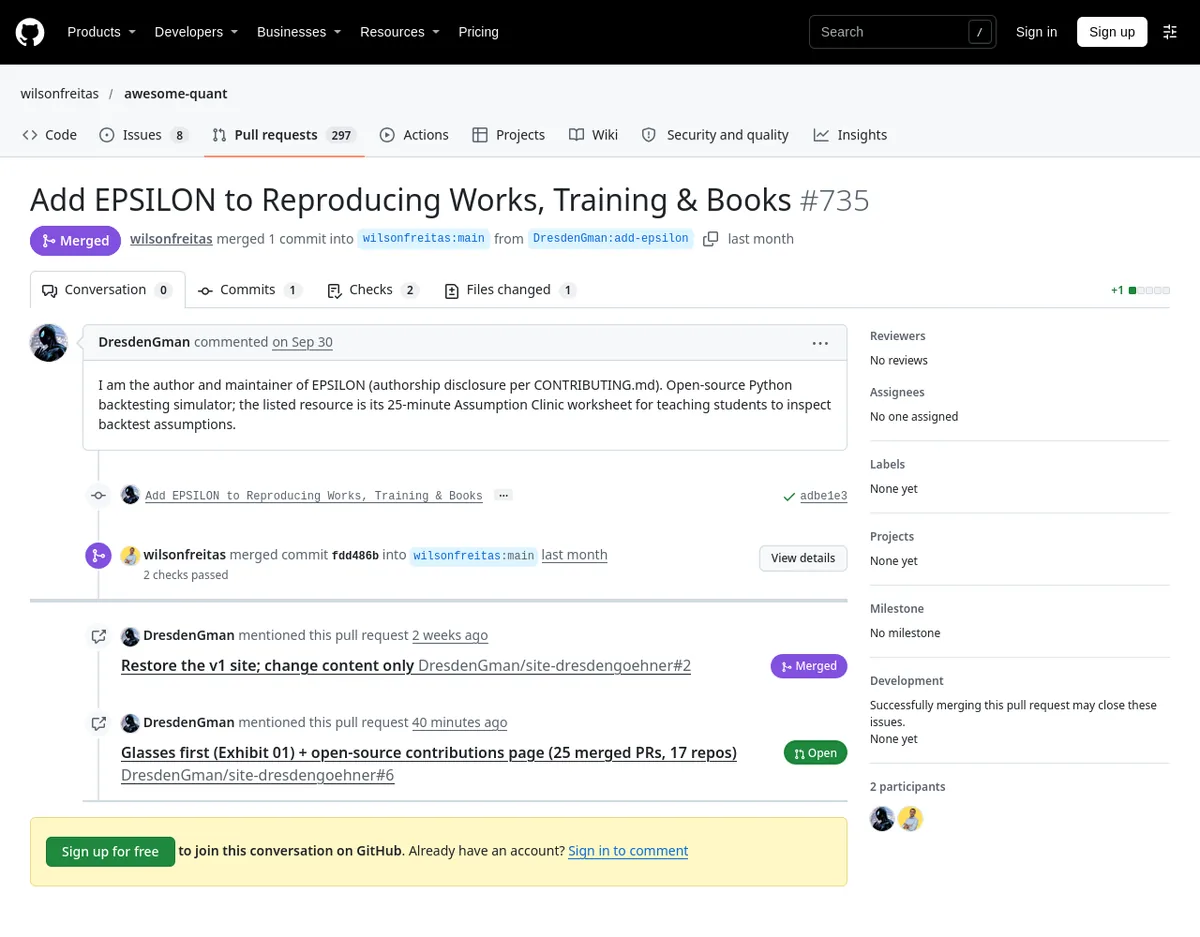 Products Developers Businesses Resources Pricing Search / Sign in Sign up
wilsonfreitas / awesome-quant
Code Issues 8 Pull requests 297 Actions Projects Wiki Security and quality Insights
Add EPSILON to Reproducing Works, Training & Books #735
Merged wilsonfreitas merged 1 commit into wilsonfreitas:main from DresdenGman:add-epsilon last month
Conversation 0 Commits 1 Checks 2 Files changed 1 +1
DresdenGman commented on Sep 30 ...
I am the author and maintainer of EPSILON (authorship disclosure per CONTRIBUTING.md). Open-source Python
backtesting simulator; the listed resource is its 25-minute Assumption Clinic worksheet for teaching students to inspect
backtest assumptions.
Add EPSILON to Reproducing Works, Training & Books ... adbe1e3
wilsonfreitas merged commit fdd486b into wilsonfreitas:main last month View details
2 checks passed
DresdenGman mentioned this pull request 2 weeks ago
Restore the v1 site; change content only DresdenGman/site-dresdengoehner#2 Merged
DresdenGman mentioned this pull request 40 minutes ago
Glasses first (Exhibit 01) + open-source contributions page (25 merged PRs, 17 repos) Open
DresdenGman/site-dresdengoehner#6
Sign up for free to join this conversation on GitHub. Already have an account? Sign in to comment
Reviewers
No reviews
Assignees
No one assigned
Labels
None yet
Projects
None yet
Milestone
No milestone
Development
Successfully merging this pull request may close these
issues.
None yet
2 participants